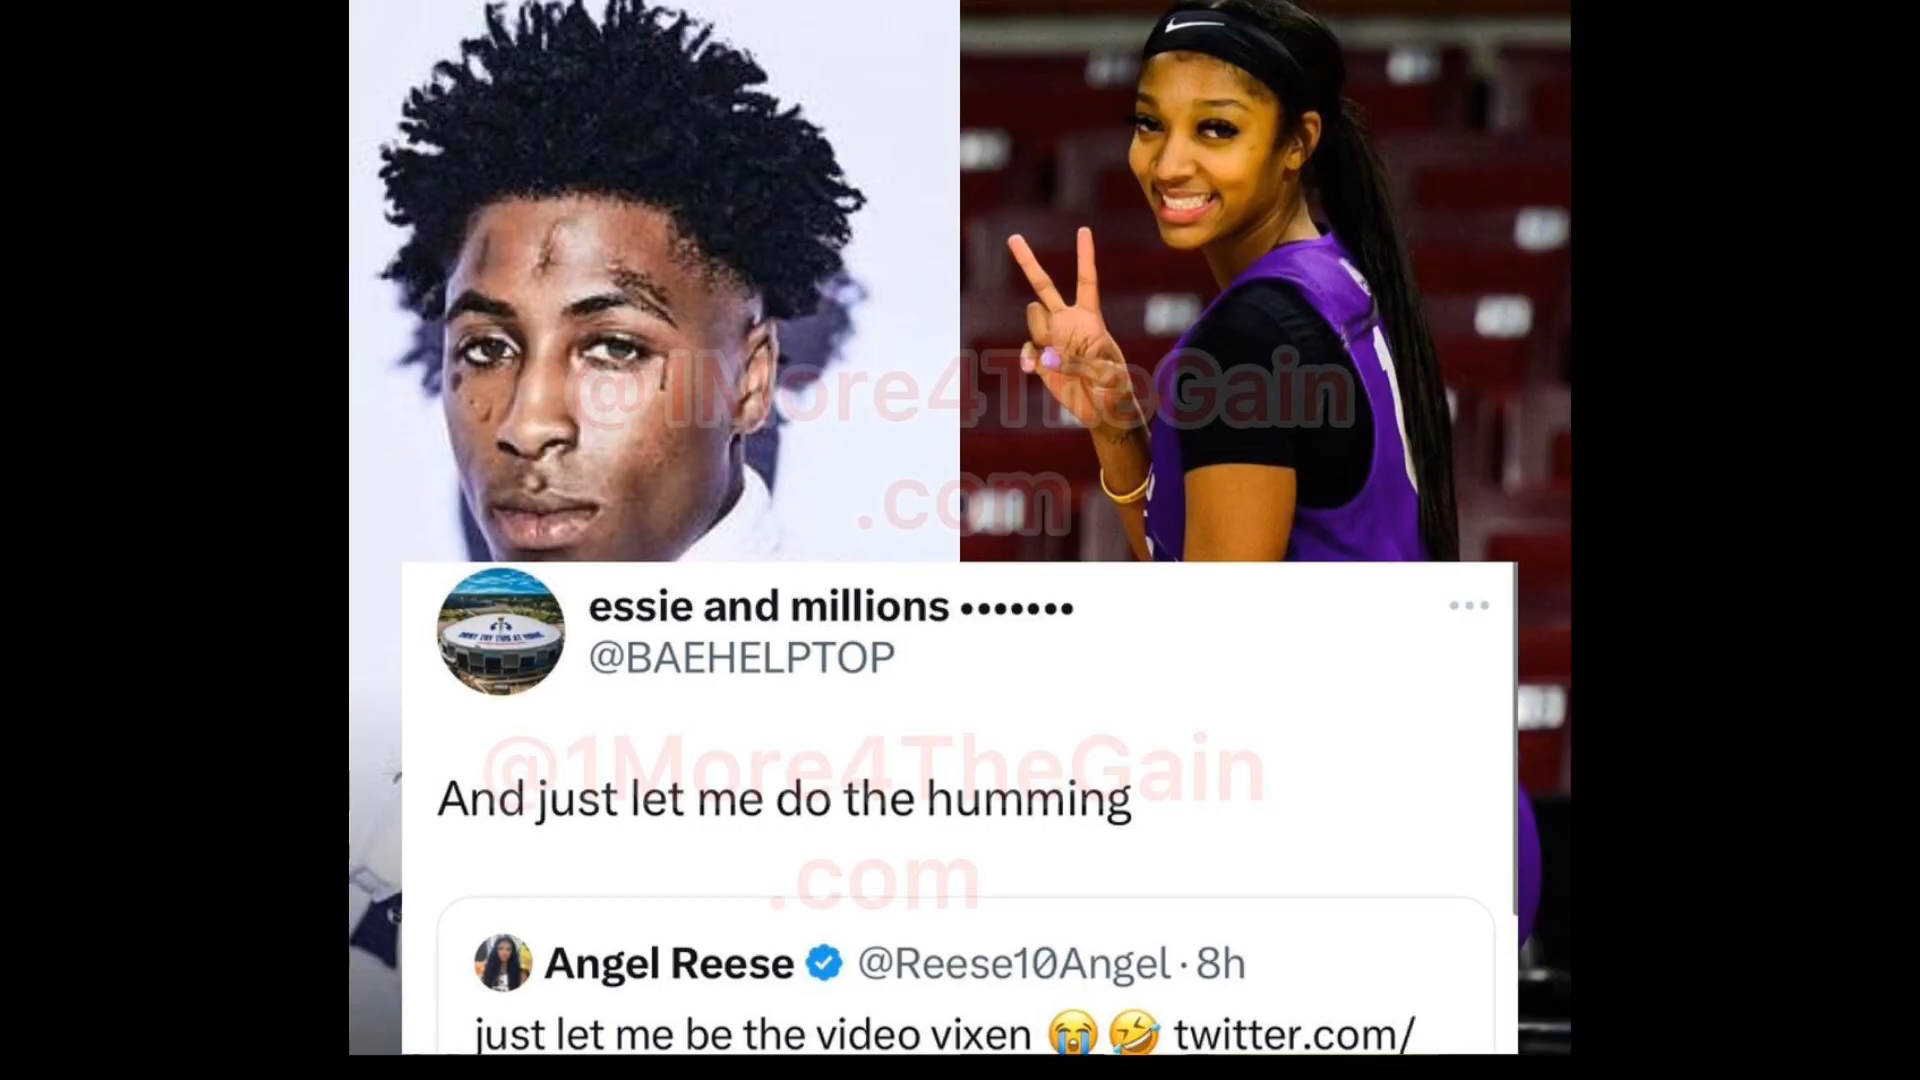 @1More4TheGain
.com
essie and millions •••••••
@BAEHELPTOP
@1More4TheGain
And just let me do the humming
.com
Angel Reese @Reese10Angel · 8h
just let me be the video vixen 😭 🤣 twitter.com/